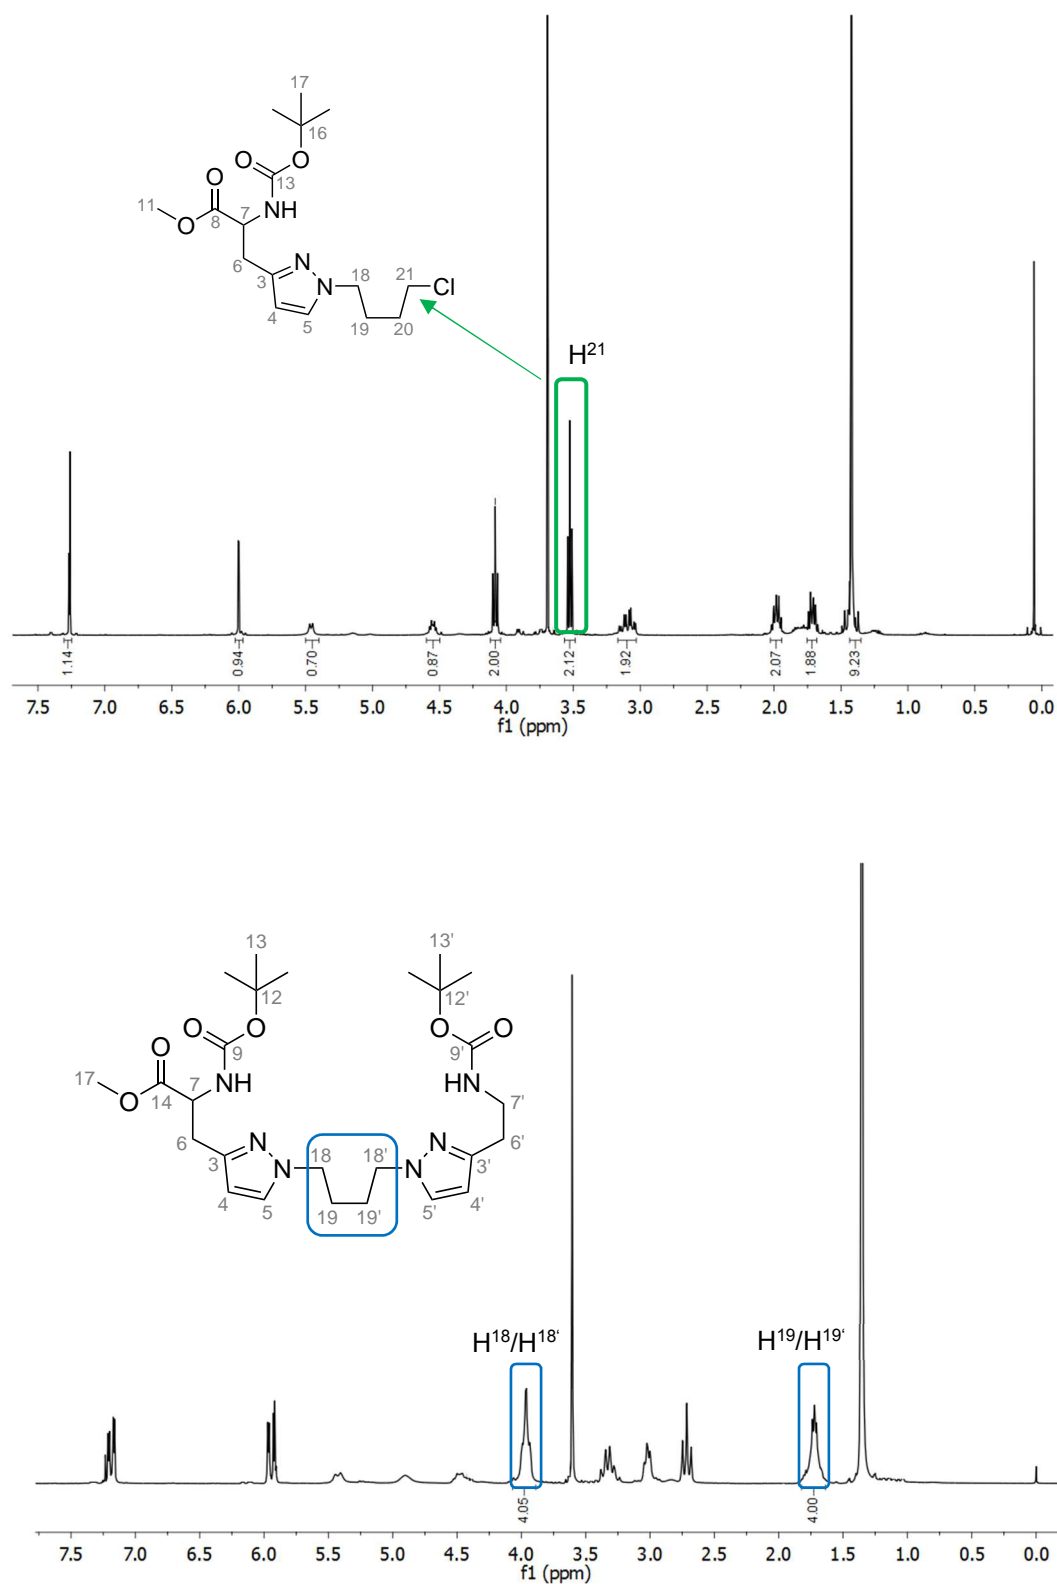 17
16
O
O
13
O
11
7
NH
8
O
6
N
3
N
18
21
Cl
4
5
19
20
H²¹
1.14
0.94
0.70
0.87
2.00
2.12
1.92
2.07
1.88
9.23
7.5 7.0 6.5 6.0 5.5 5.0 4.5 4.0 3.5 3.0 2.5 2.0 1.5 1.0 0.5 0.0
f1 (ppm)
13
13'
12
12'
O
O
O
O
9
9'
O
17
7
NH
HN
O
14
7'
6
6'
N
N
3
N
18
18'
N
3'
4
5
19
19'
5'
4'
H¹⁸/H¹⁸‘
H¹⁹/H¹⁹‘
4.05
4.00
7.5 7.0 6.5 6.0 5.5 5.0 4.5 4.0 3.5 3.0 2.5 2.0 1.5 1.0 0.5 0.0
f1 (ppm)